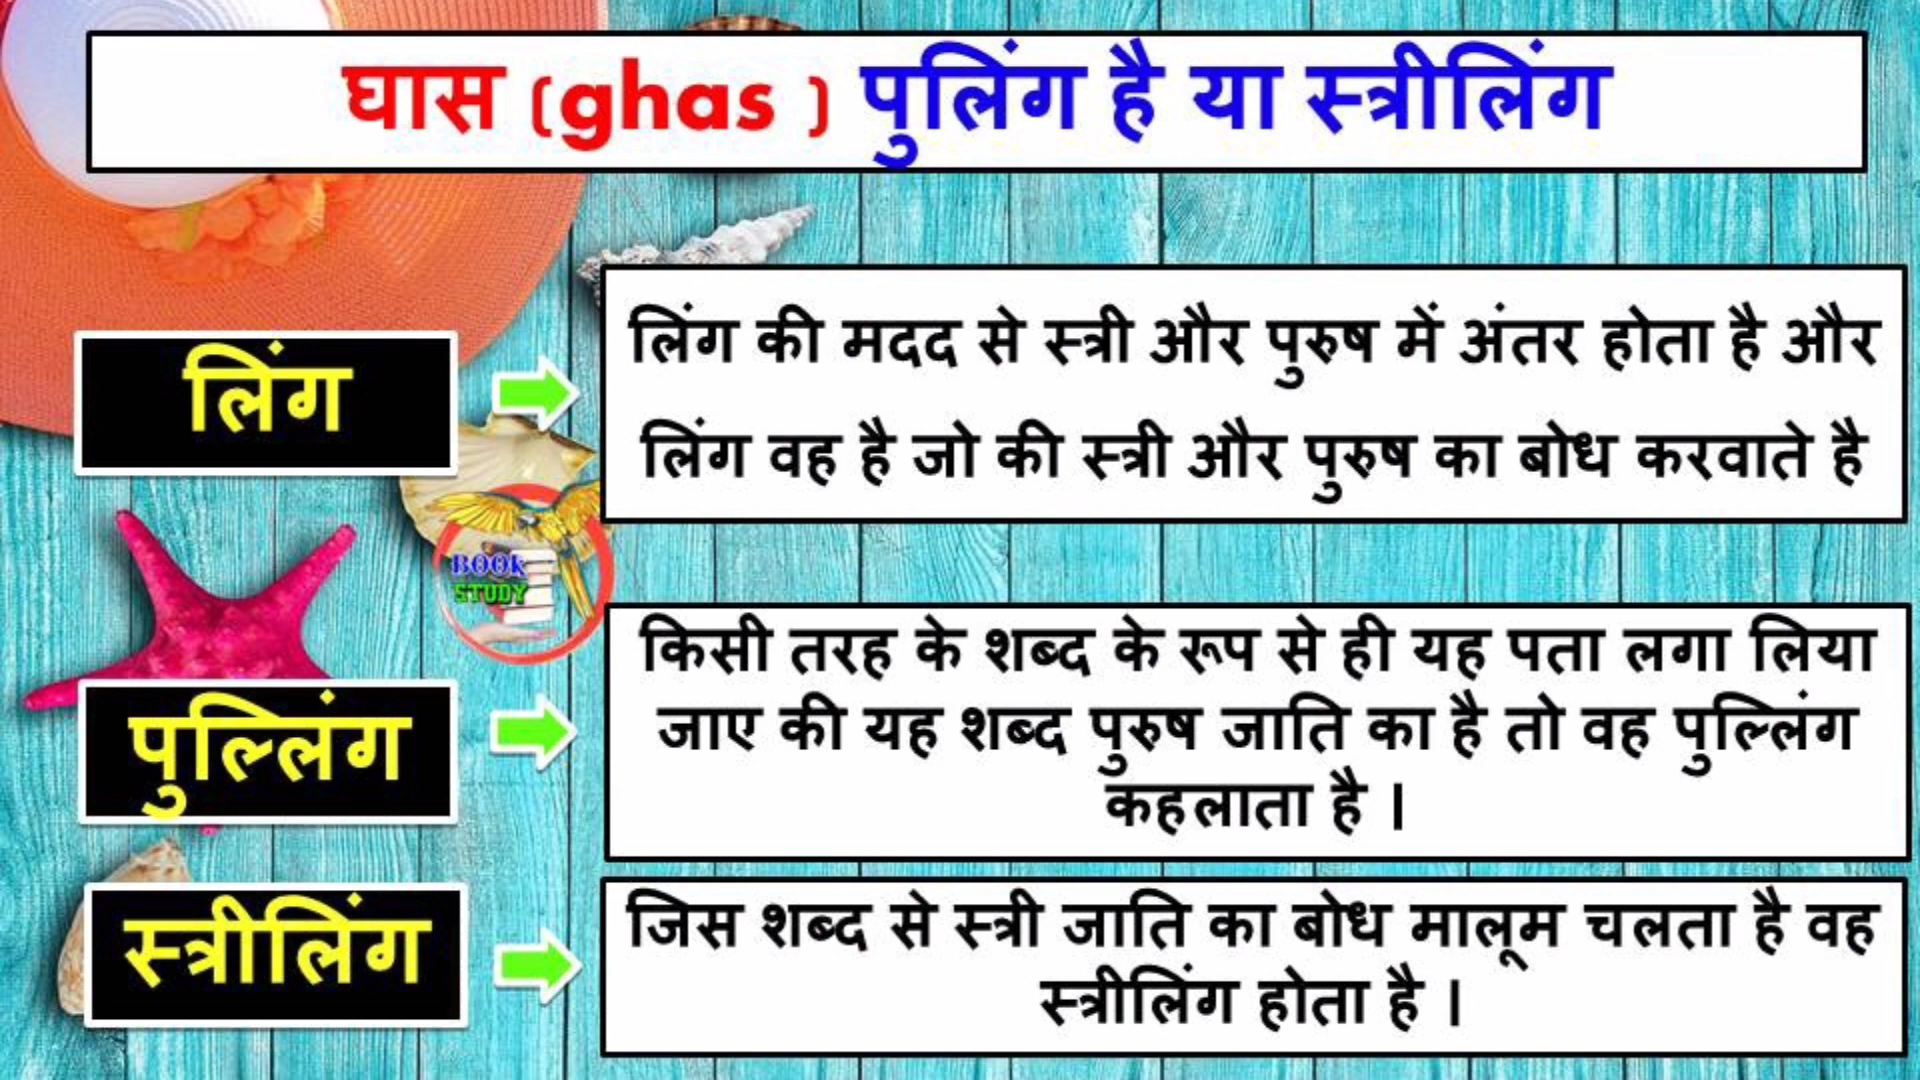 घास (ghas ) पुलिंग है या स्त्रीलिंग
लिंग
लिंग की मदद से स्त्री और पुरुष में अंतर होता है और
लिंग वह है जो की स्त्री और पुरुष का बोध करवाते है
BOOK
STUDY
पुल्लिंग
किसी तरह के शब्द के रूप से ही यह पता लगा लिया
जाए की यह शब्द पुरुष जाति का है तो वह पुल्लिंग
कहलाता है ।
स्त्रीलिंग
जिस शब्द से स्त्री जाति का बोध मालूम चलता है वह
स्त्रीलिंग होता है ।